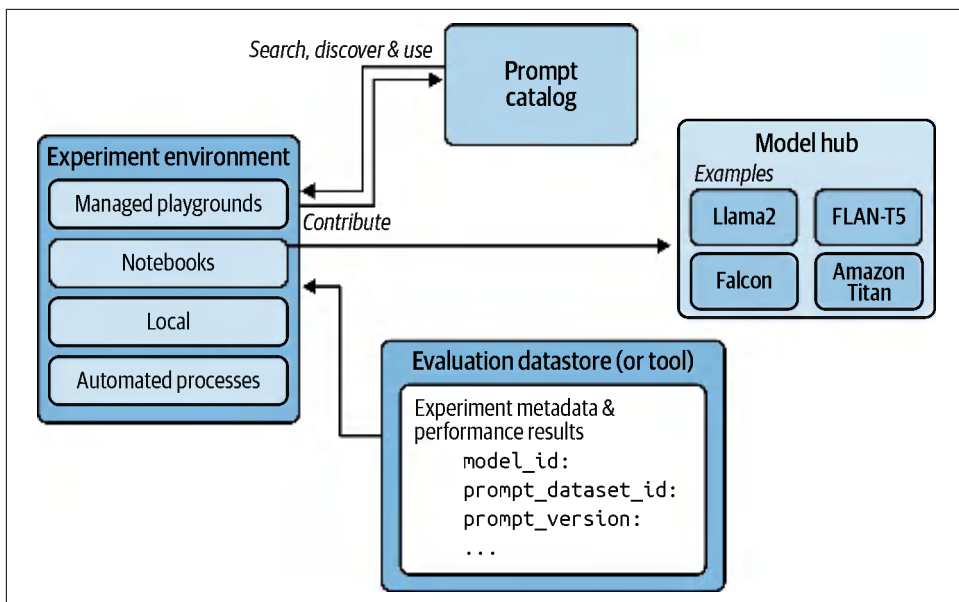 Search, discover & use
Prompt
catalog
Experiment environment
Managed playgrounds
Notebooks
Local
Automated processes
Contribute
Model hub
Examples
Llama2
FLAN-T5
Falcon
Amazon
Titan
Evaluation datastore (or tool)
Experiment metadata &
performance results
model_id:
prompt_dataset_id:
prompt_version:
...